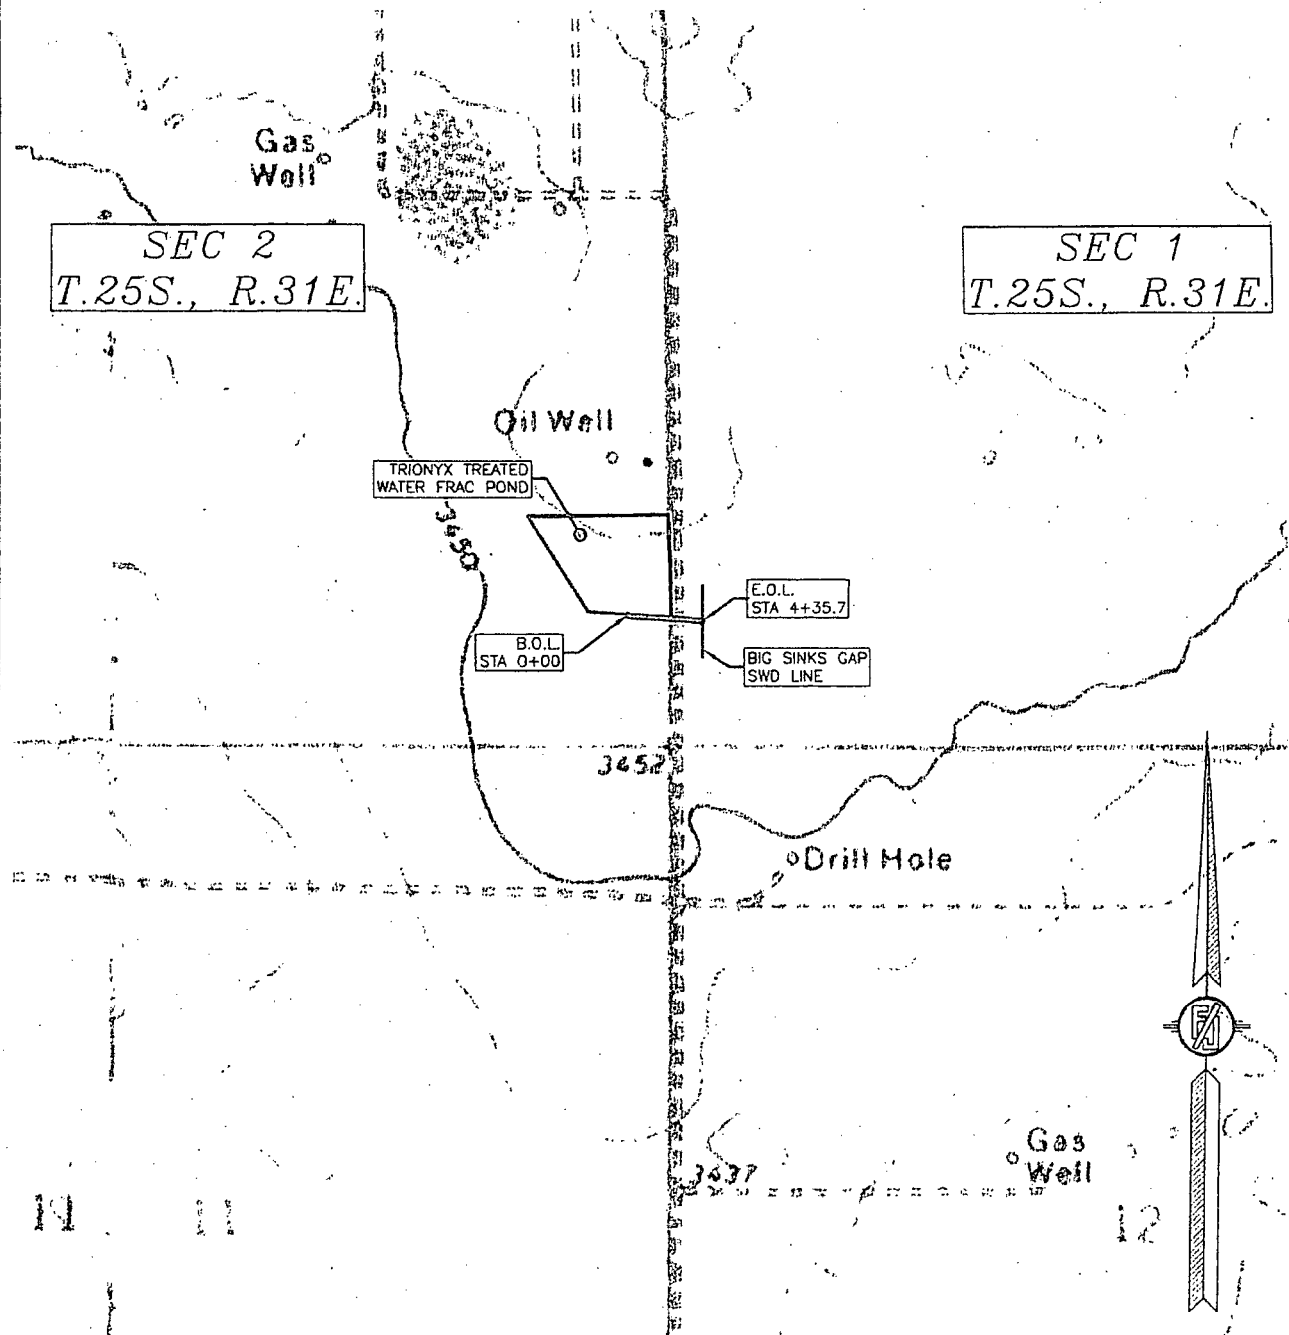 Gas
Well
SEC 2
T.25S., R.31E.
SEC 1
T.25S., R.31E.
Oil Well
TRIONYX TREATED
WATER FRAC POND
3450
E.O.L.
STA 4+35.7
B.O.L.
STA 0+00
BIG SINKS GAP
SWD LINE
3452
Drill Hole
Gas
Well
3437
11
12